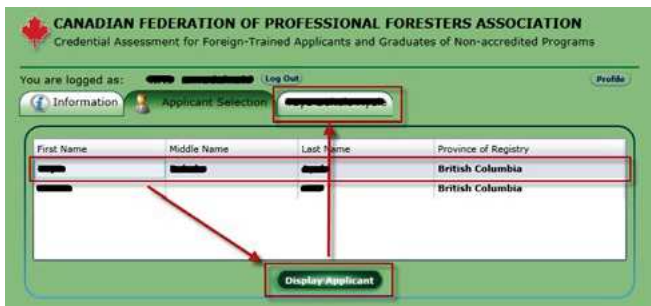 CANADIAN FEDERATION OF PROFESSIONAL FORESTERS ASSOCIATION
Credential Assessment for Foreign-Trained Applicants and Graduates of Non-accredited Programs
You are logged as: Log Out Profile
Information Applicant Selection
First Name Middle Name Last Name Province of Registry
British Columbia
British Columbia
Display Applicant